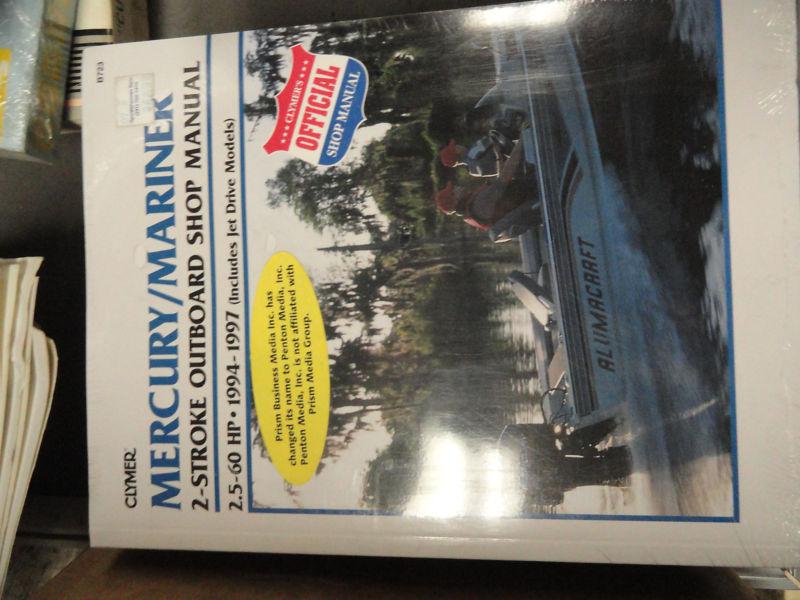 CLYMER
B723
MERCURY/MARINER
2-STROKE OUTBOARD SHOP MANUAL
2.5-60 HP • 1994-1997 (Includes Jet Drive Models)
CLYMER'S
OFFICIAL
SHOP MANUAL
Prism Business Media Inc. has
changed its name to Penton Media, Inc.
Penton Media, Inc. is not affiliated with
Prism Media Group.
ALUMACRAFT